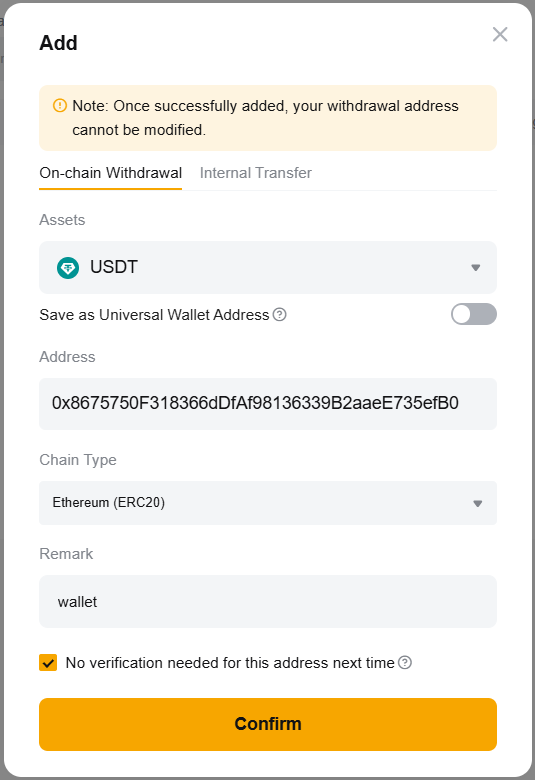 Add
Note: Once successfully added, your withdrawal address
cannot be modified.
On-chain Withdrawal Internal Transfer
Assets
USDT
Save as Universal Wallet Address
Address
0x8675750F318366dDfAf98136339B2aaeE735efB0
Chain Type
Ethereum (ERC20)
Remark
wallet
No verification needed for this address next time
Confirm